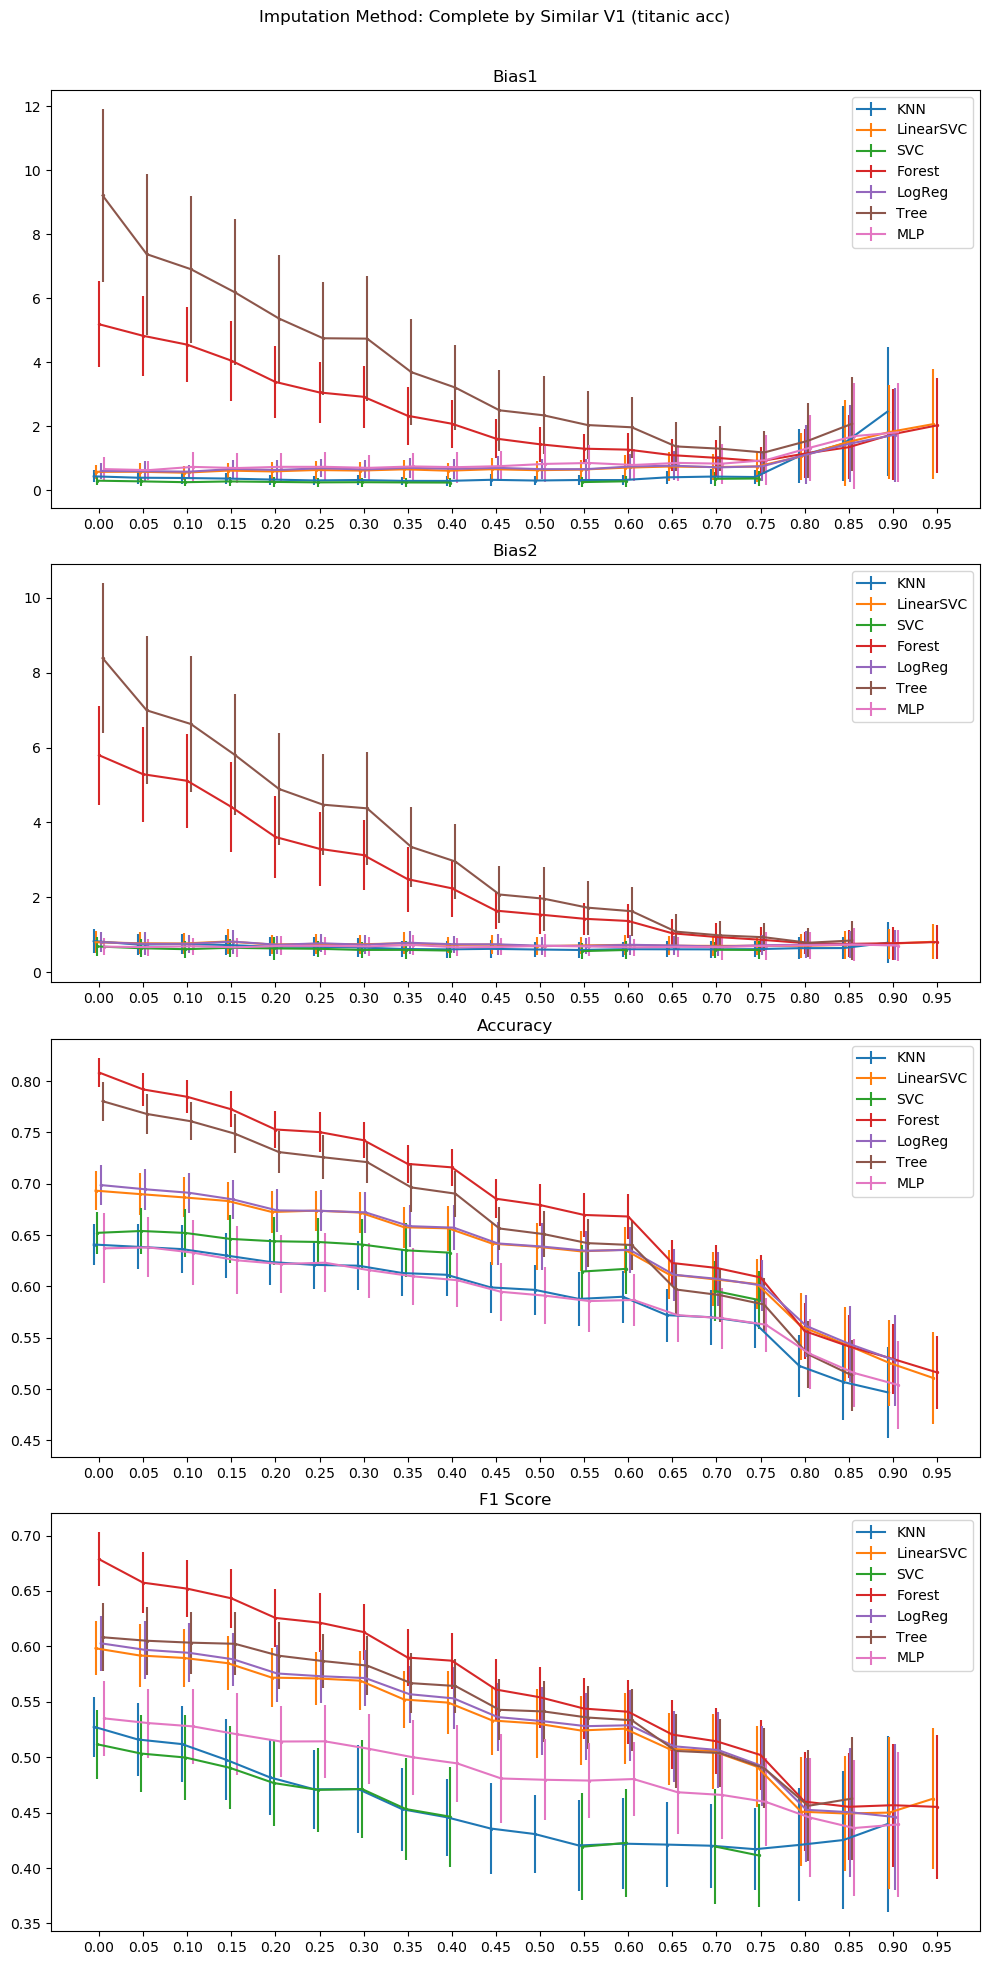 Imputation Method: Complete by Similar V1 (titanic acc)
Bias1
12
10
8
6
4
2
0
KNN
LinearSVC
SVC
Forest
LogReg
Tree
MLP
0.00 0.05 0.10 0.15 0.20 0.25 0.30 0.35 0.40 0.45 0.50 0.55 0.60 0.65 0.70 0.75 0.80 0.85 0.90 0.95
Bias2
10
8
6
4
2
0
KNN
LinearSVC
SVC
Forest
LogReg
Tree
MLP
0.00 0.05 0.10 0.15 0.20 0.25 0.30 0.35 0.40 0.45 0.50 0.55 0.60 0.65 0.70 0.75 0.80 0.85 0.90 0.95
Accuracy
0.80
0.75
0.70
0.65
0.60
0.55
0.50
0.45
KNN
LinearSVC
SVC
Forest
LogReg
Tree
MLP
0.00 0.05 0.10 0.15 0.20 0.25 0.30 0.35 0.40 0.45 0.50 0.55 0.60 0.65 0.70 0.75 0.80 0.85 0.90 0.95
F1 Score
0.70
0.65
0.60
0.55
0.50
0.45
0.40
0.35
KNN
LinearSVC
SVC
Forest
LogReg
Tree
MLP
0.00 0.05 0.10 0.15 0.20 0.25 0.30 0.35 0.40 0.45 0.50 0.55 0.60 0.65 0.70 0.75 0.80 0.85 0.90 0.95